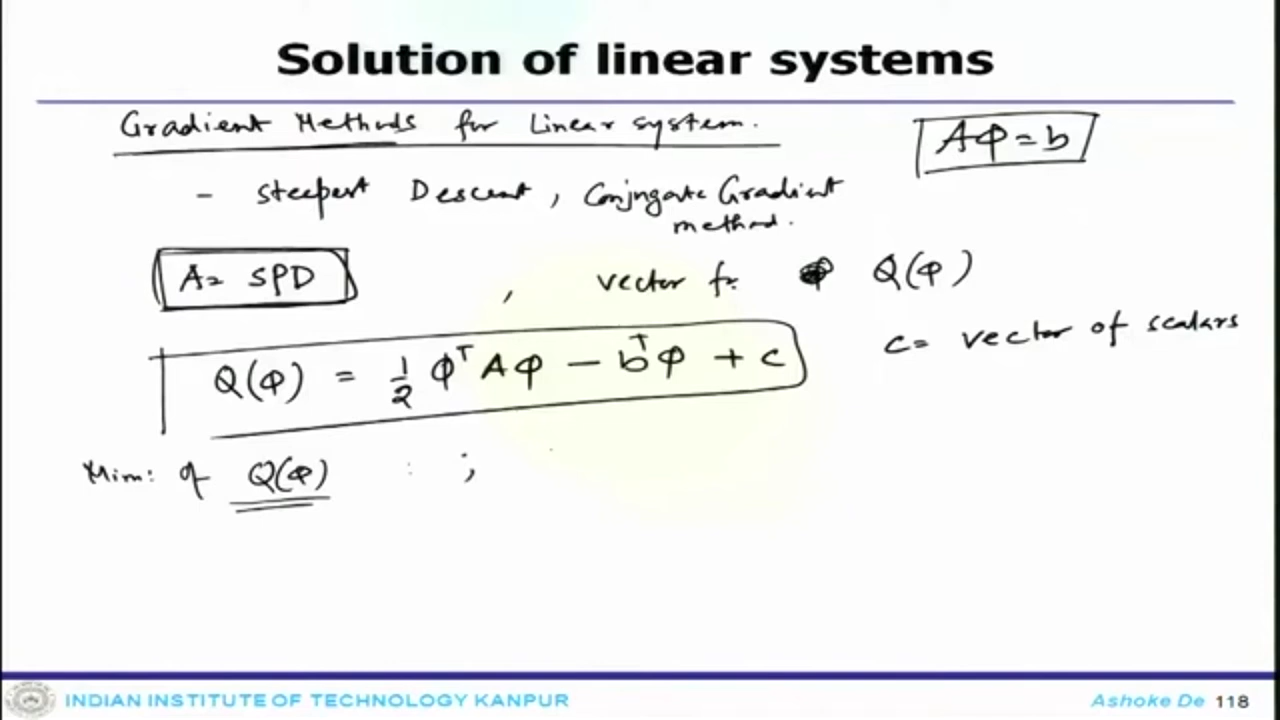 Solution of linear systems
Gradient Methods for Linear system.
Aφ = b
- Steepest Descent, Conjugate Gradient
method.
A = SPD , vector fn. Q(φ)
c = vector of scalars
Q(φ) = 1/2 φᵀAφ − bᵀφ + c
Mim: of Q(φ) : ;
INDIAN INSTITUTE OF TECHNOLOGY KANPUR
Ashoke De 118